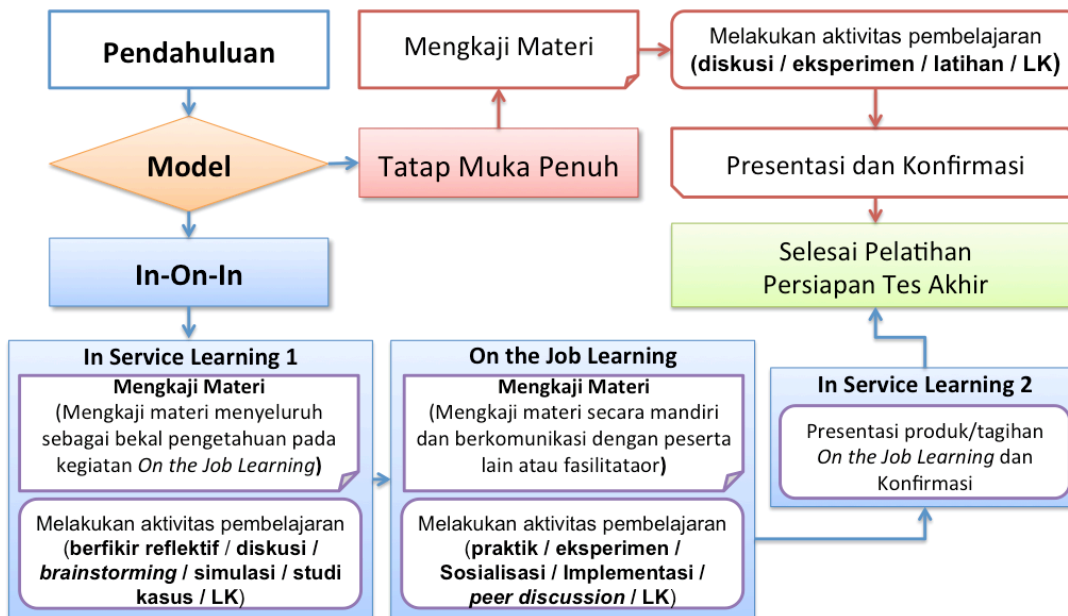 Pendahuluan
Model
Tatap Muka Penuh
Mengkaji Materi
Melakukan aktivitas pembelajaran
(diskusi / eksperimen / latihan / LK)
Presentasi dan Konfirmasi
Selesai Pelatihan
Persiapan Tes Akhir
In-On-In
In Service Learning 1
Mengkaji Materi
(Mengkaji materi menyeluruh
sebagai bekal pengetahuan pada
kegiatan On the Job Learning)
Melakukan aktivitas pembelajaran
(berfikir reflektif / diskusi /
brainstorming / simulasi / studi
kasus / LK)
On the Job Learning
Mengkaji Materi
(Mengkaji materi secara mandiri
dan berkomunikasi dengan peserta
lain atau fasilitataor)
Melakukan aktivitas pembelajaran
(praktik / eksperimen /
Sosialisasi / Implementasi /
peer discussion / LK)
In Service Learning 2
Presentasi produk/tagihan
On the Job Learning dan
Konfirmasi